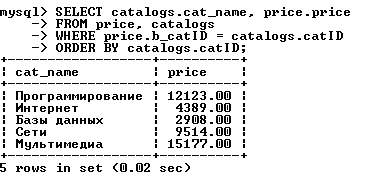 mysql> SELECT catalogs.cat_name, price.price
    -> FROM price, catalogs
    -> WHERE price.b_catID = catalogs.catID
    -> ORDER BY catalogs.catID;
+------------------+----------+
| cat_name         | price    |
+------------------+----------+
| Программирование | 12123.00 |
| Интернет         |  4389.00 |
| Базы данных      |  2908.00 |
| Сети             |  9514.00 |
| Мультимедиа      | 15177.00 |
+------------------+----------+
5 rows in set (0.02 sec)